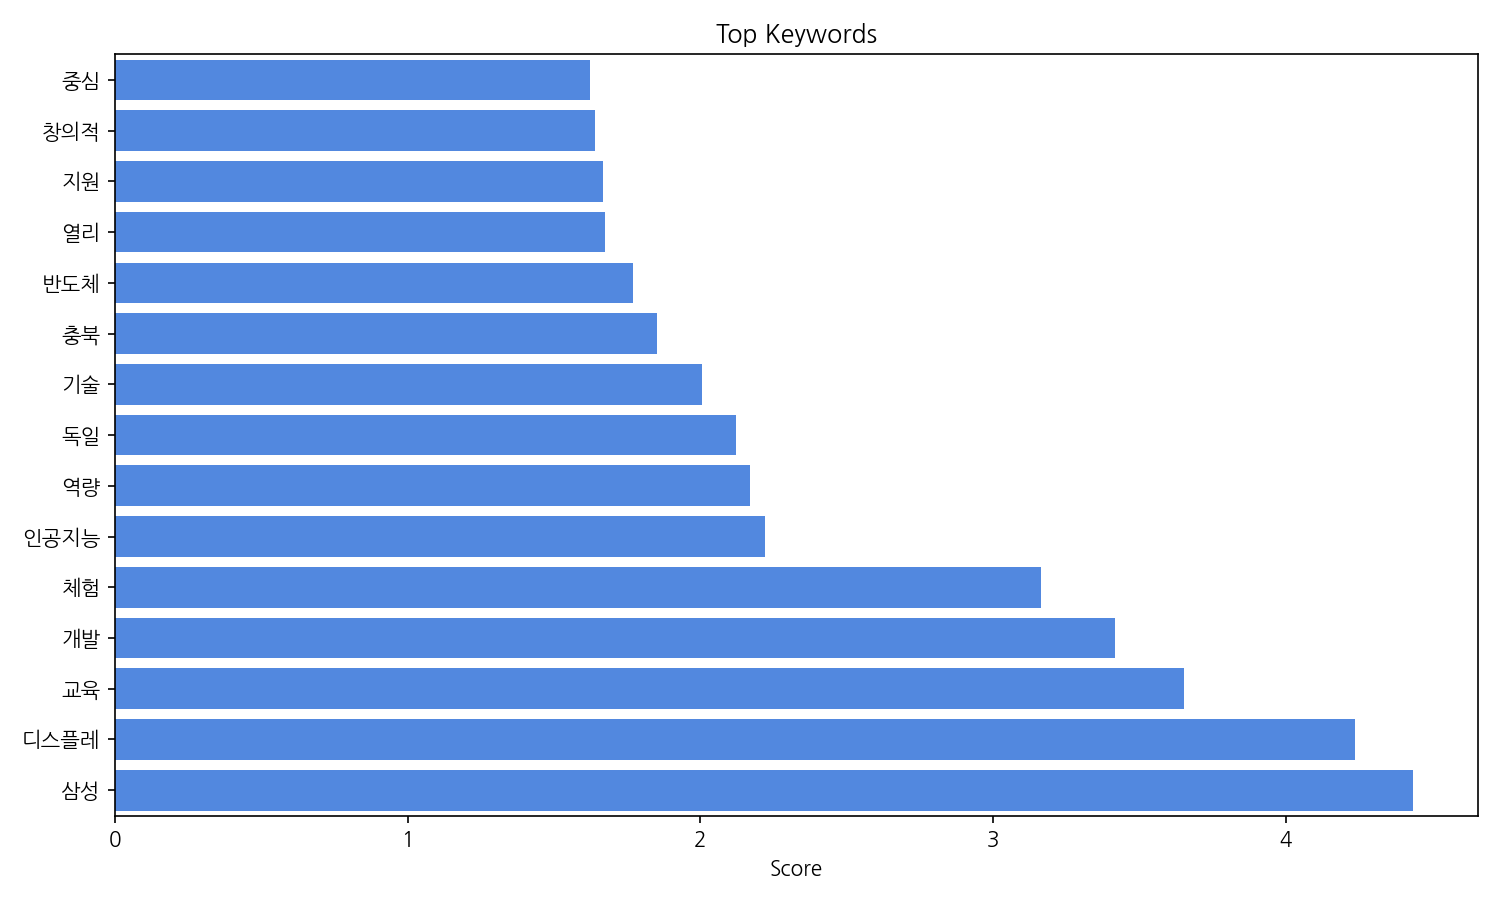 Top Keywords
중심
창의적
지원
열리
반도체
충북
기술
독일
역량
인공지능
체험
개발
교육
디스플레
삼성
0 1 2 3 4
Score